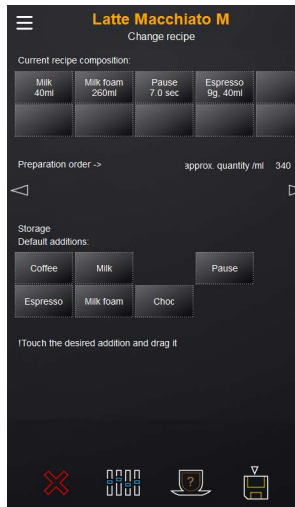 Latte Macchiato M
Change recipe
Current recipe composition:
Milk Milk foam Pause Espresso
40ml 260ml 7.0 sec 9g, 40ml
Preparation order -> approx. quantity /ml 340
Storage
Default additions:
Coffee Milk Pause
Espresso Milk foam Choc
!Touch the desired addition and drag it
?